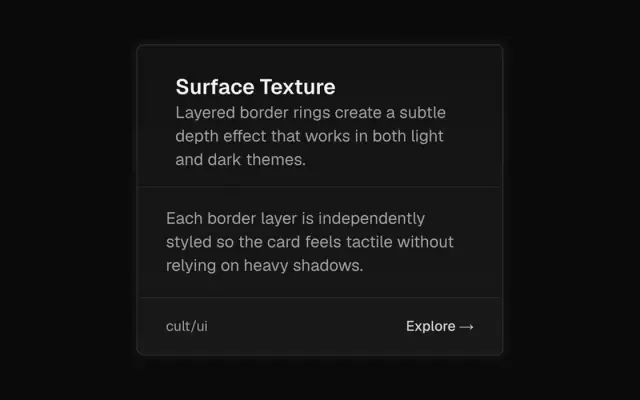 Surface Texture
Layered border rings create a subtle
depth effect that works in both light
and dark themes.
Each border layer is independently
styled so the card feels tactile without
relying on heavy shadows.
cult/ui
Explore →